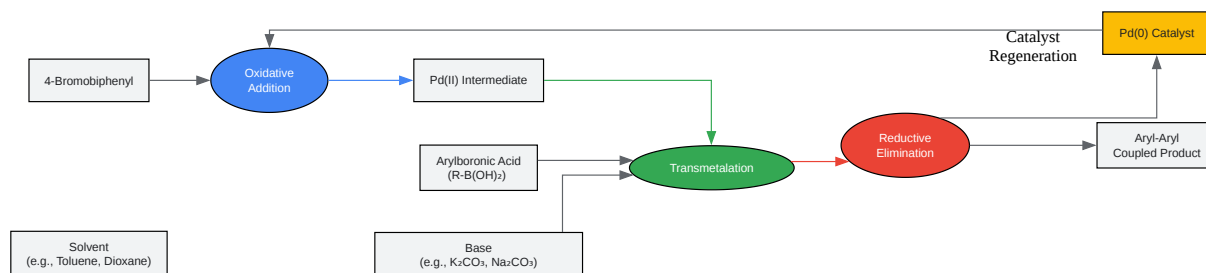 Pd(0) Catalyst
Catalyst
Regeneration
4-Bromobiphenyl
Oxidative
Addition
Pd(II) Intermediate
Reductive
Elimination
Aryl-Aryl
Coupled Product
Arylboronic Acid
(R-B(OH)₂)
Transmetalation
Solvent
(e.g., Toluene, Dioxane)
Base
(e.g., K₂CO₃, Na₂CO₃)